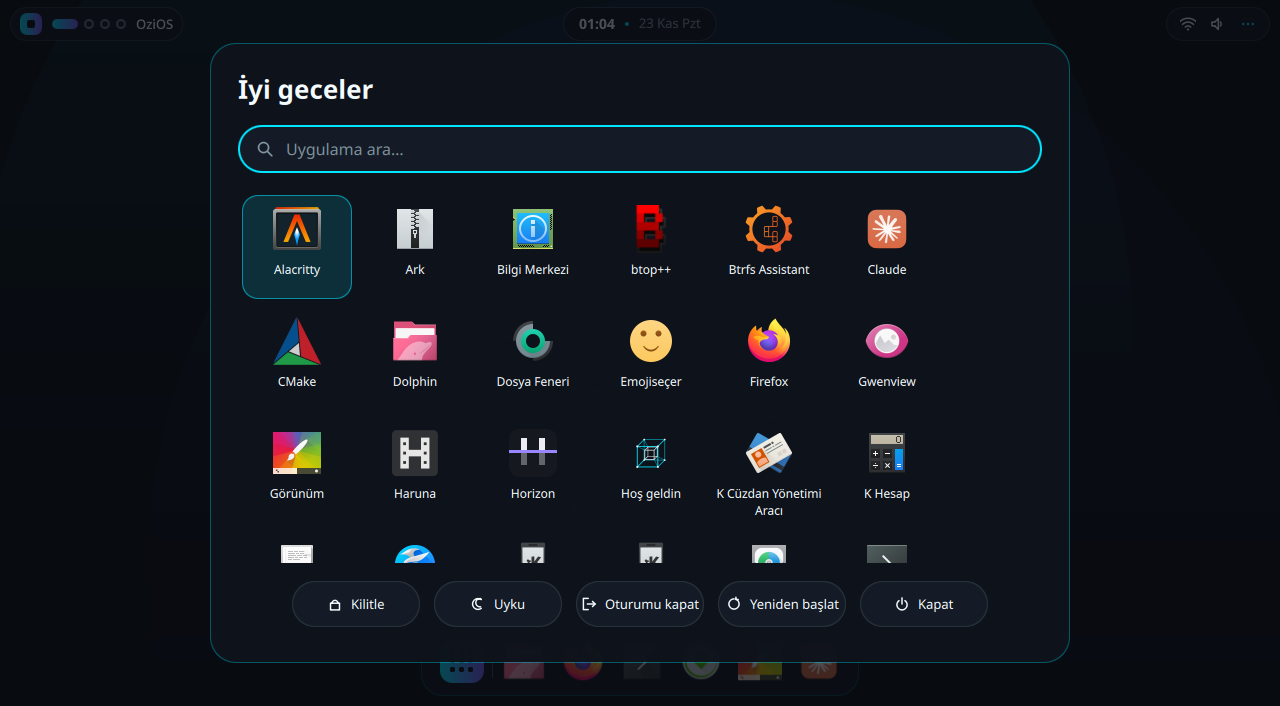 OziOS
01:04 • 23 Kas Pzt
İyi geceler
Uygulama ara...
Alacritty
Ark
Bilgi Merkezi
btop++
Btrfs Assistant
Claude
CMake
Dolphin
Dosya Feneri
Emojiseçer
Firefox
Gwenview
Görünüm
Haruna
Horizon
Hoş geldin
K Cüzdan Yönetimi
Aracı
K Hesap
Kilitle
Uyku
Oturumu kapat
Yeniden başlat
Kapat